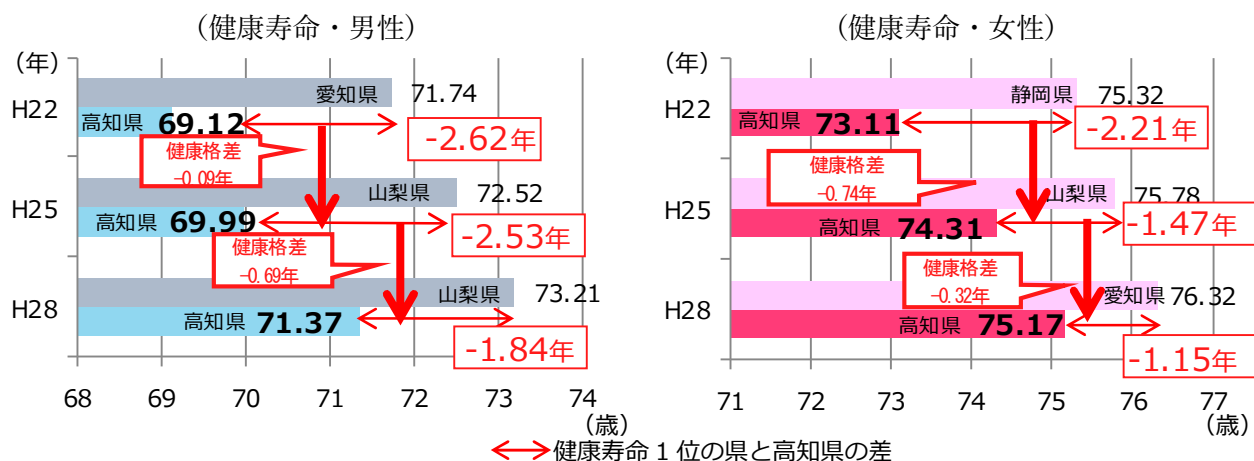 （健康寿命・男性）
(年)
H22
愛知県 71.74
高知県 69.12
-2.62年
健康格差
-0.09年
H25
山梨県 72.52
高知県 69.99
-2.53年
健康格差
-0.69年
H28
山梨県 73.21
高知県 71.37
-1.84年
68 69 70 71 72 73 74
(歳)
（健康寿命・女性）
(年)
H22
静岡県 75.32
高知県 73.11
-2.21年
健康格差
-0.74年
H25
山梨県 75.78
高知県 74.31
-1.47年
健康格差
-0.32年
H28
愛知県 76.32
高知県 75.17
-1.15年
71 72 73 74 75 76 77
(歳)
健康寿命１位の県と高知県の差